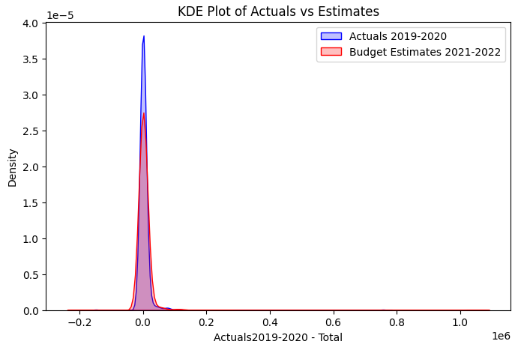 KDE Plot of Actuals vs Estimates
1e−5
Actuals 2019-2020
Budget Estimates 2021-2022
4.0
3.5
3.0
2.5
2.0
1.5
1.0
0.5
0.0
Density
−0.2
0.0
0.2
0.4
0.6
0.8
1.0
1e6
Actuals2019-2020 - Total